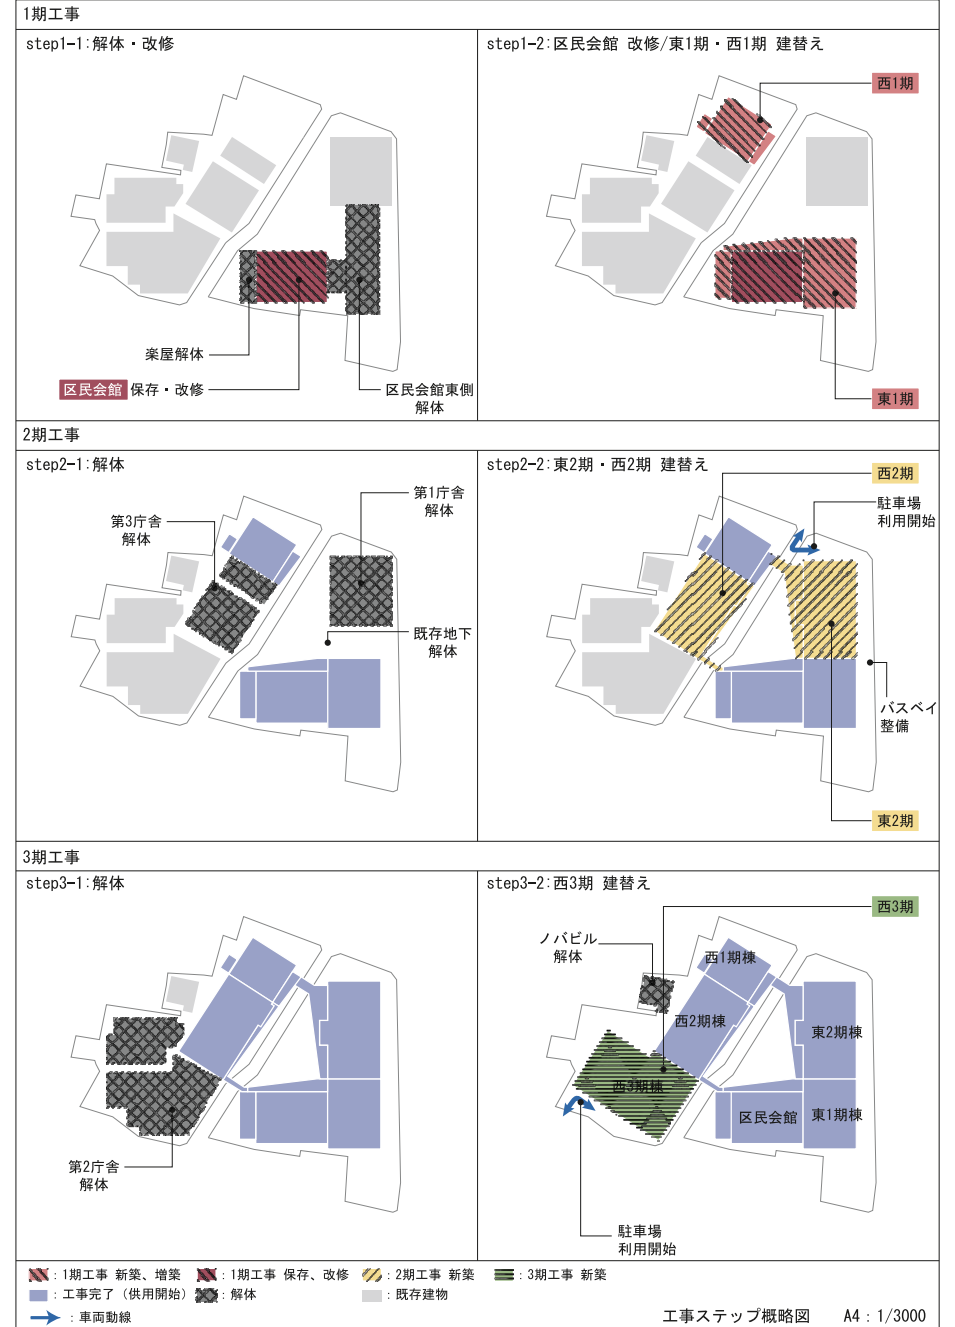 1期工事
step1-1:解体・改修
楽屋解体
区民会館 保存・改修
区民会館東側
解体
step1-2:区民会館 改修/東1期・西1期 建替え
西1期
東1期
2期工事
step2-1:解体
第1庁舎
解体
第3庁舎
解体
既存地下
解体
step2-2:東2期・西2期 建替え
西2期
駐車場
利用開始
バスベイ
整備
東2期
3期工事
step3-1:解体
第2庁舎
解体
step3-2:西3期 建替え
西3期
ノバビル
解体
西1期棟
西2期棟
東2期棟
西3期棟
区民会館
東1期棟
駐車場
利用開始
:1期工事 新築、増築
:1期工事 保存、改修
:2期工事 新築
:3期工事 新築
:工事完了(供用開始)
:解体
:既存建物
:車両動線
工事ステップ概略図 A4:1/3000